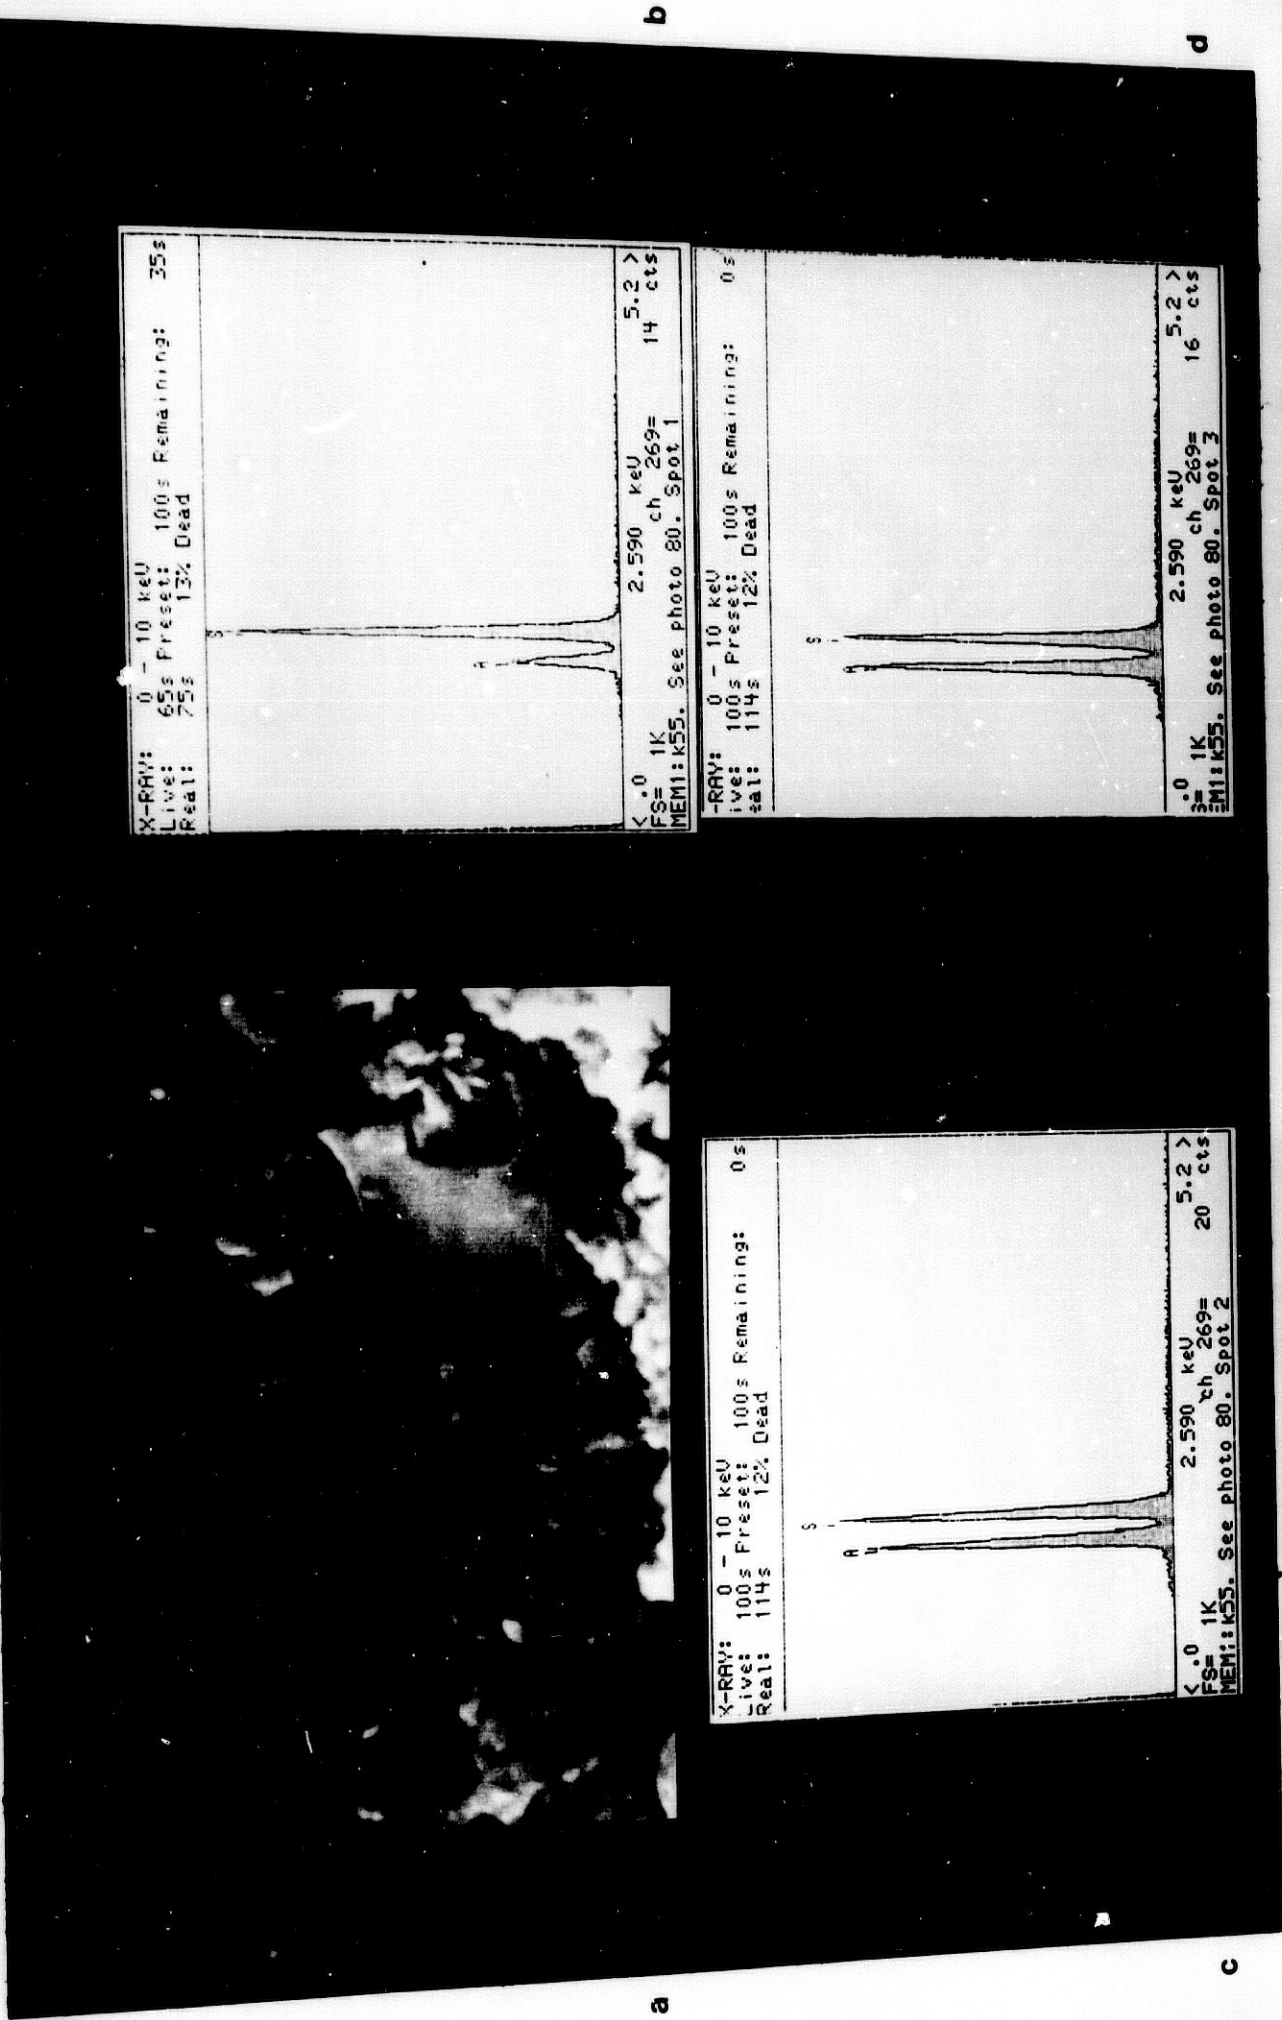 a
b
X-RAY: 0 - 10 keV
Live: 65s Preset: 100s Remaining: 35s
Real: 75s 13% Dead
S
A
< .0 2.590 keV 5.2 >
FS= 1K ch 269= 14 cts
MEM1:K55. See photo 80. Spot 1
c
X-RAY: 0 - 10 keV
Live: 100s Preset: 100s Remaining: 0s
Real: 114s 12% Dead
S
A
< .0 2.590 keV 5.2 >
FS= 1K ch 269= 20 cts
MEM1:K55. See photo 80. Spot 2
d
-RAY: 0 - 10 keV
ive: 100s Preset: 100s Remaining: 0s
eal: 114s 12% Dead
S
.0 2.590 keV 5.2 >
= 1K ch 269= 16 cts
EM1:K55. See photo 80. Spot 3